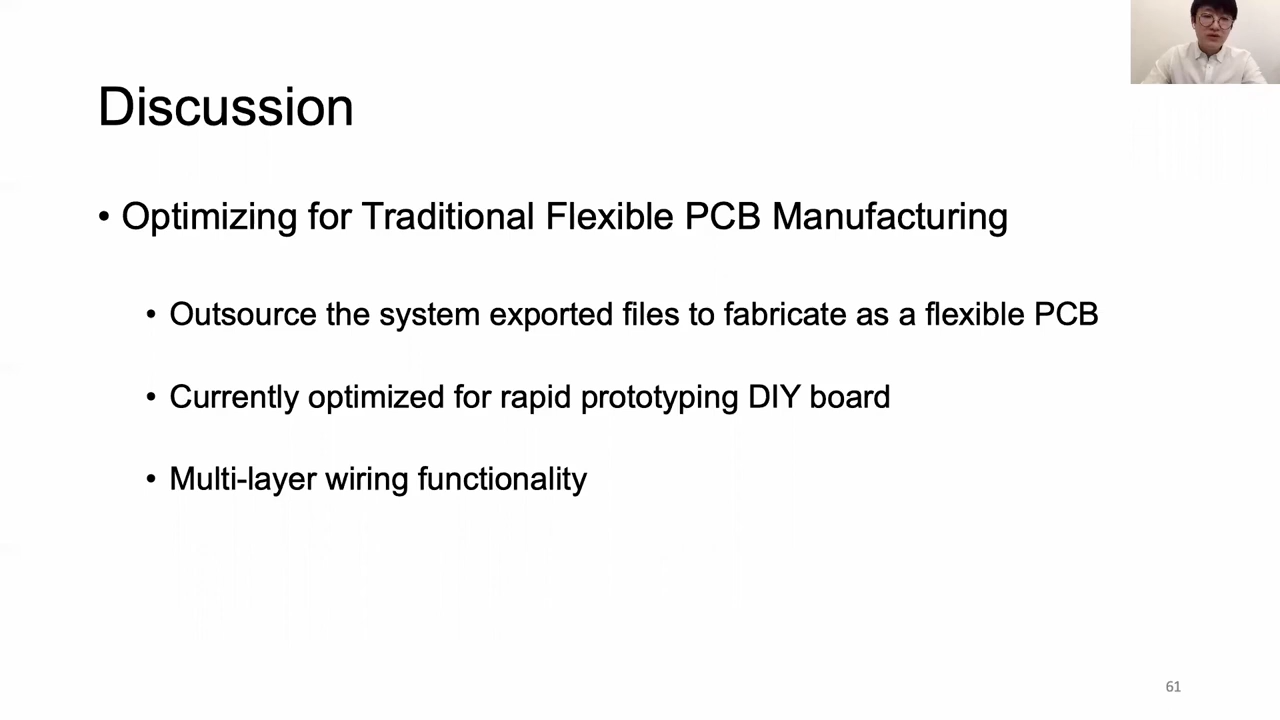 Discussion
• Optimizing for Traditional Flexible PCB Manufacturing
• Outsource the system exported files to fabricate as a flexible PCB
• Currently optimized for rapid prototyping DIY board
• Multi-layer wiring functionality
61